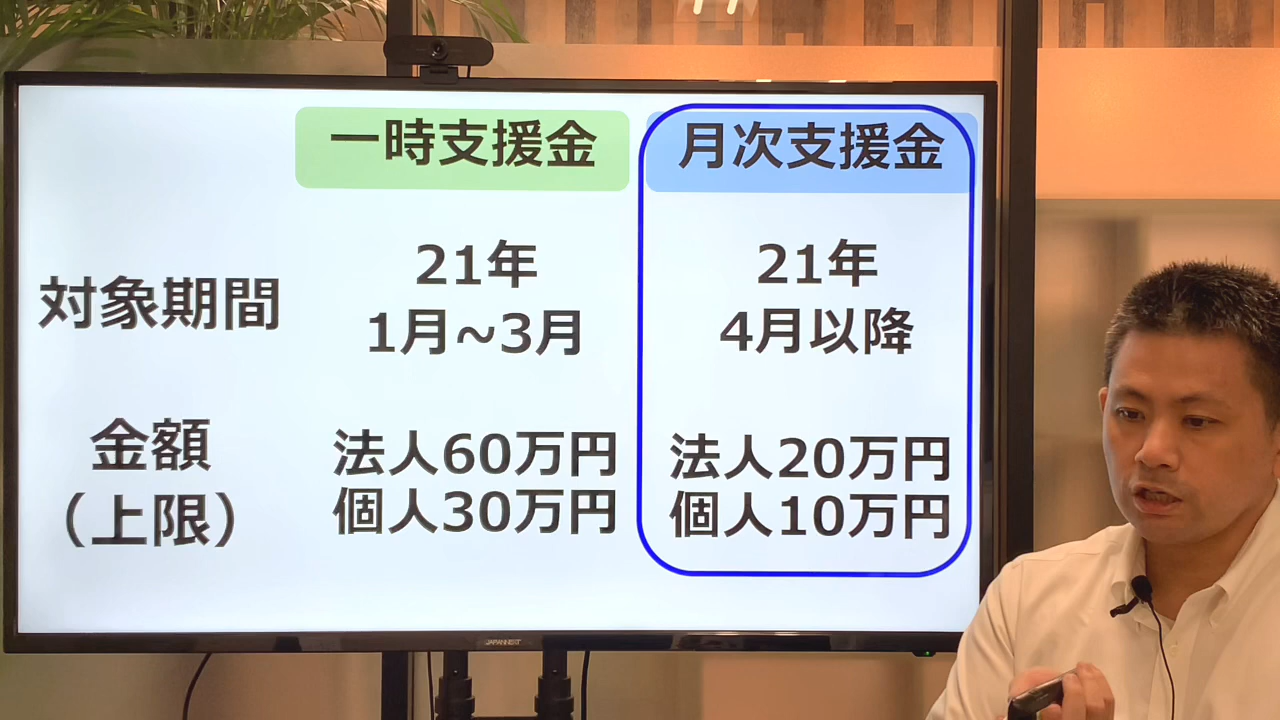 一時支援金
月次支援金
対象期間
21年
1月~3月
21年
4月以降
金額
（上限）
法人60万円
個人30万円
法人20万円
個人10万円
JAPANNEXT